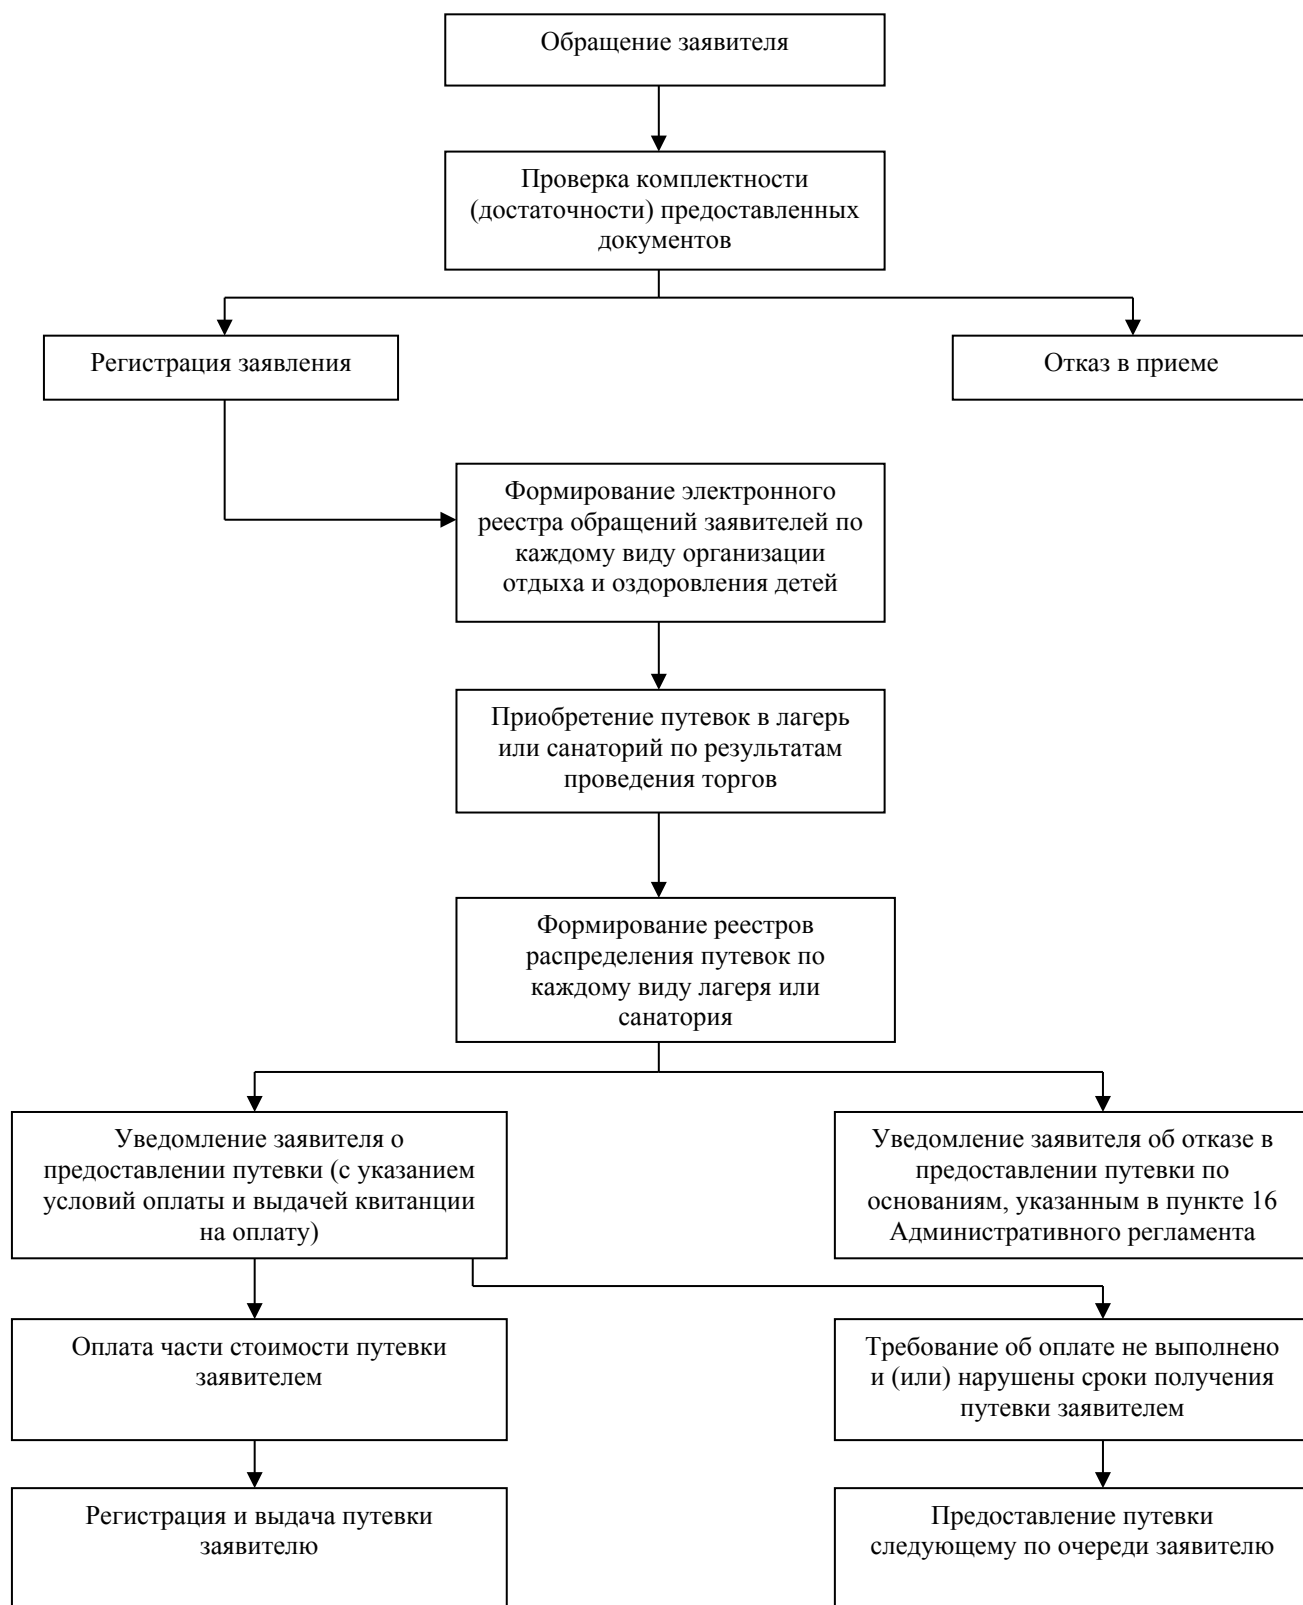 Обращение заявителя
Проверка комплектности
(достаточности) предоставленных
документов
Регистрация заявления
Отказ в приеме
Формирование электронного
реестра обращений заявителей по
каждому виду организации
отдыха и оздоровления детей
Приобретение путевок в лагерь
или санаторий по результатам
проведения торгов
Формирование реестров
распределения путевок по
каждому виду лагеря или
санатория
Уведомление заявителя о
предоставлении путевки (с указанием
условий оплаты и выдачей квитанции
на оплату)
Уведомление заявителя об отказе в
предоставлении путевки по
основаниям, указанным в пункте 16
Административного регламента
Оплата части стоимости путевки
заявителем
Требование об оплате не выполнено
и (или) нарушены сроки получения
путевки заявителем
Регистрация и выдача путевки
заявителю
Предоставление путевки
следующему по очереди заявителю